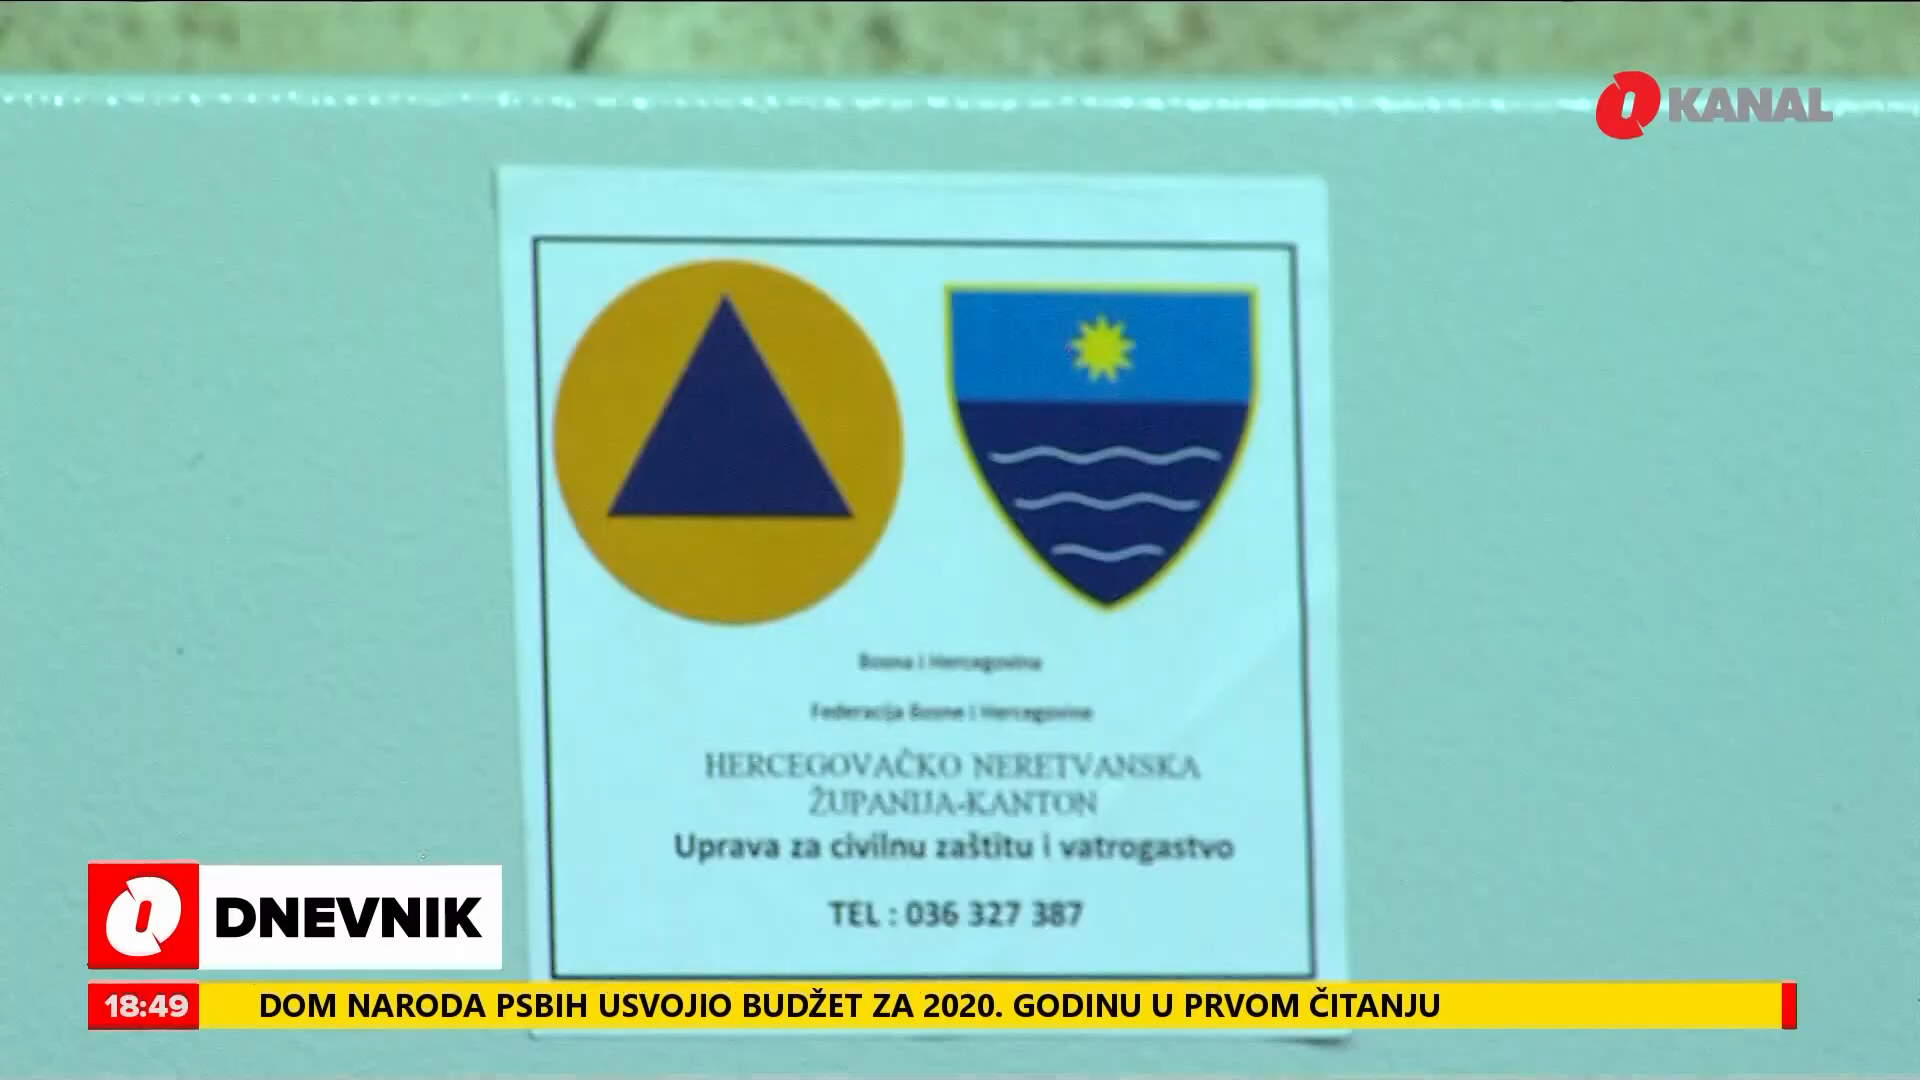 O KANAL
Bosna i Hercegovina
Federacija Bosne i Hercegovine
HERCEGOVAČKO NERETVANSKA
ŽUPANIJA-KANTON
Uprava za civilnu zaštitu i vatrogastvo
TEL : 036 327 387
O DNEVNIK
18:49 DOM NARODA PSBIH USVOJIO BUDŽET ZA 2020. GODINU U PRVOM ČITANJU